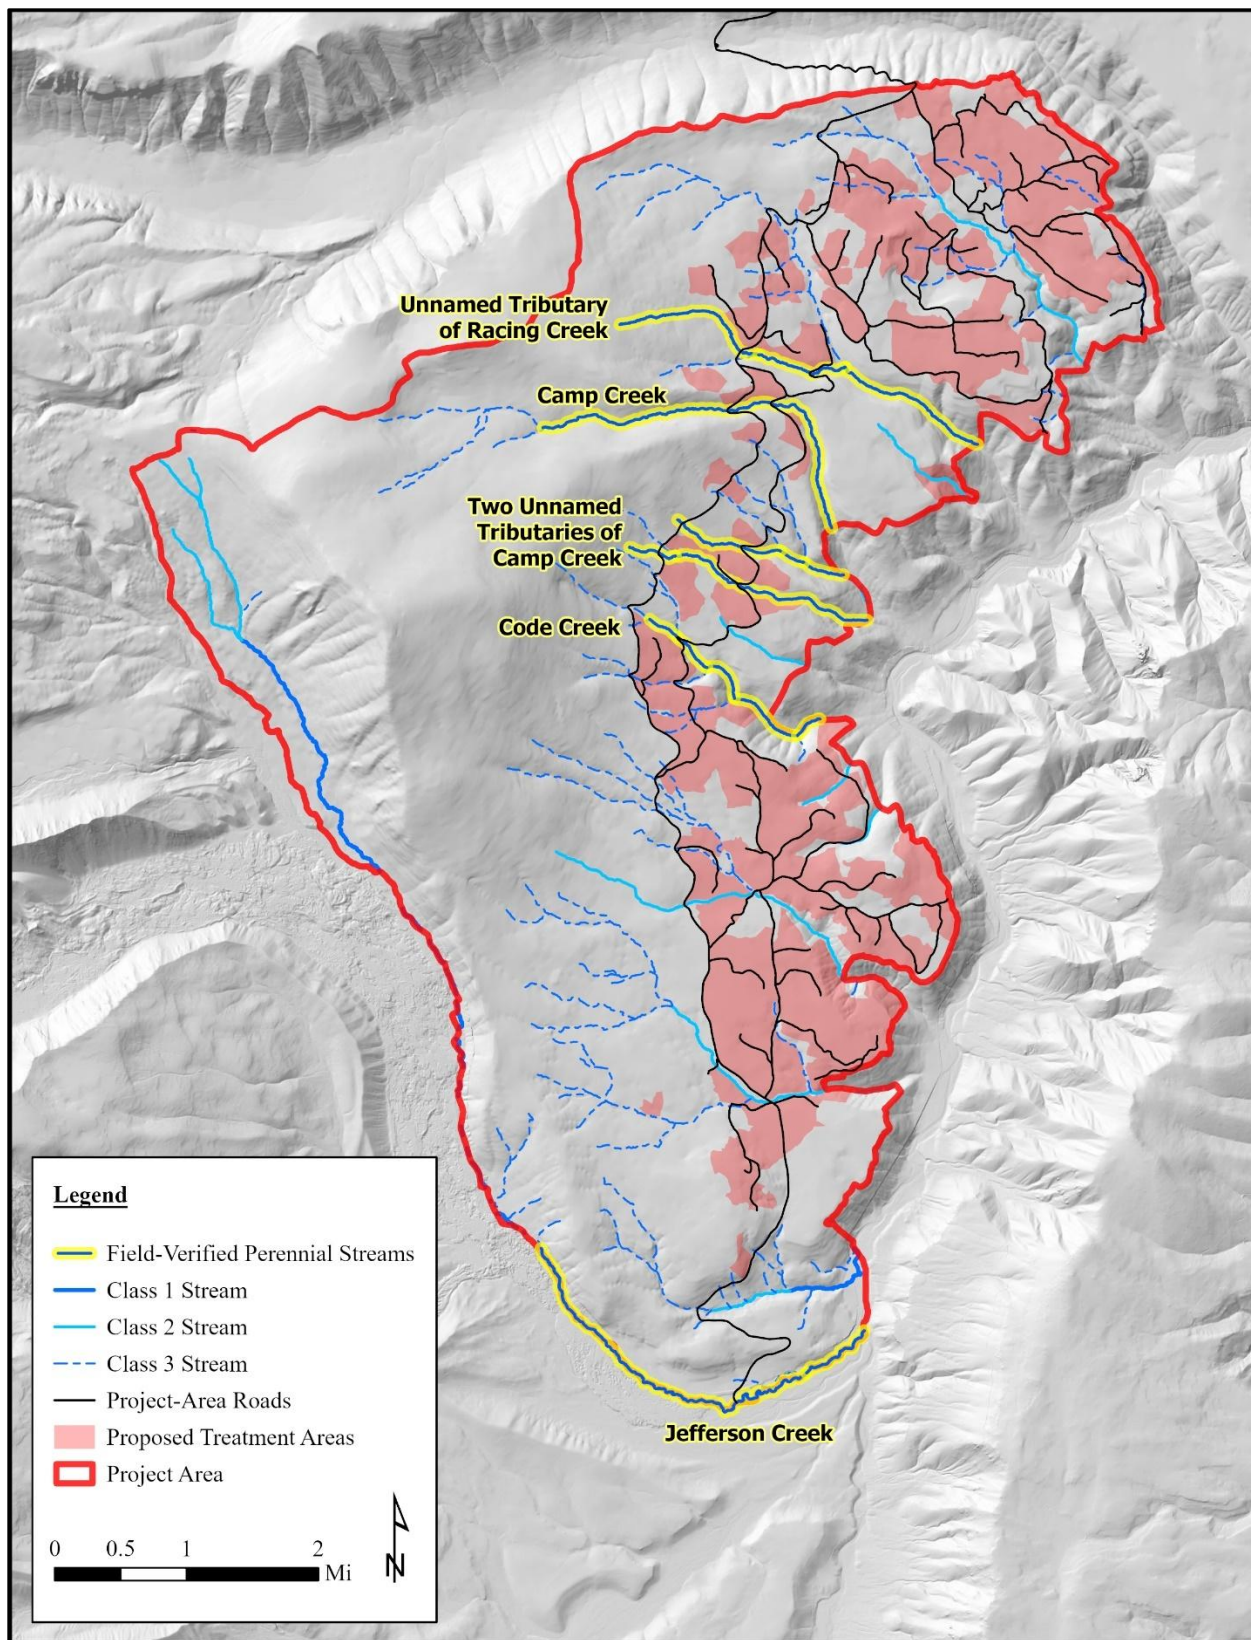 Unnamed Tributary
of Racing Creek
Camp Creek
Two Unnamed
Tributaries of
Camp Creek
Code Creek
Jefferson Creek
Legend
Field-Verified Perennial Streams
Class 1 Stream
Class 2 Stream
Class 3 Stream
Project-Area Roads
Proposed Treatment Areas
Project Area
0 0.5 1 2
Mi
N